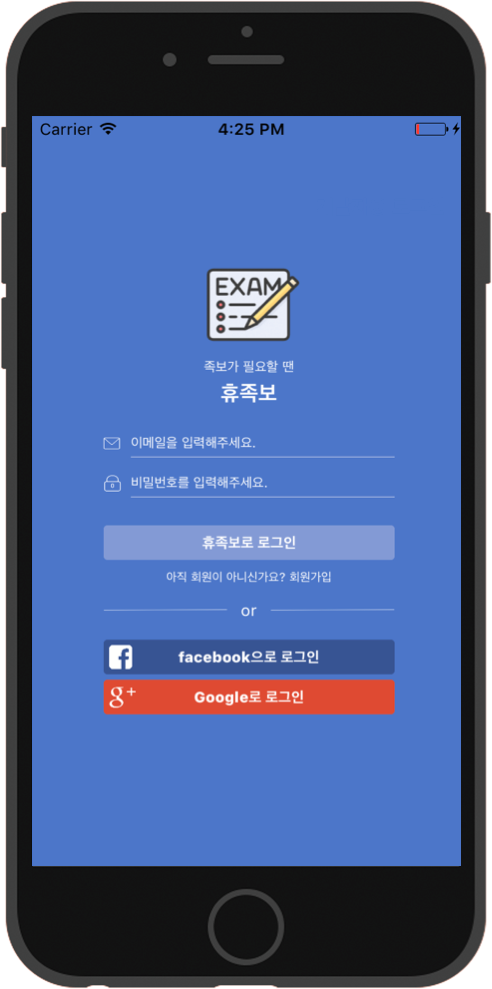 Carrier 4:25 PM
EXAM
족보가 필요할 땐
휴족보
이메일을 입력해주세요.
비밀번호를 입력해주세요.
휴족보로 로그인
아직 회원이 아니신가요? 회원가입
or
facebook으로 로그인
g+ Google로 로그인